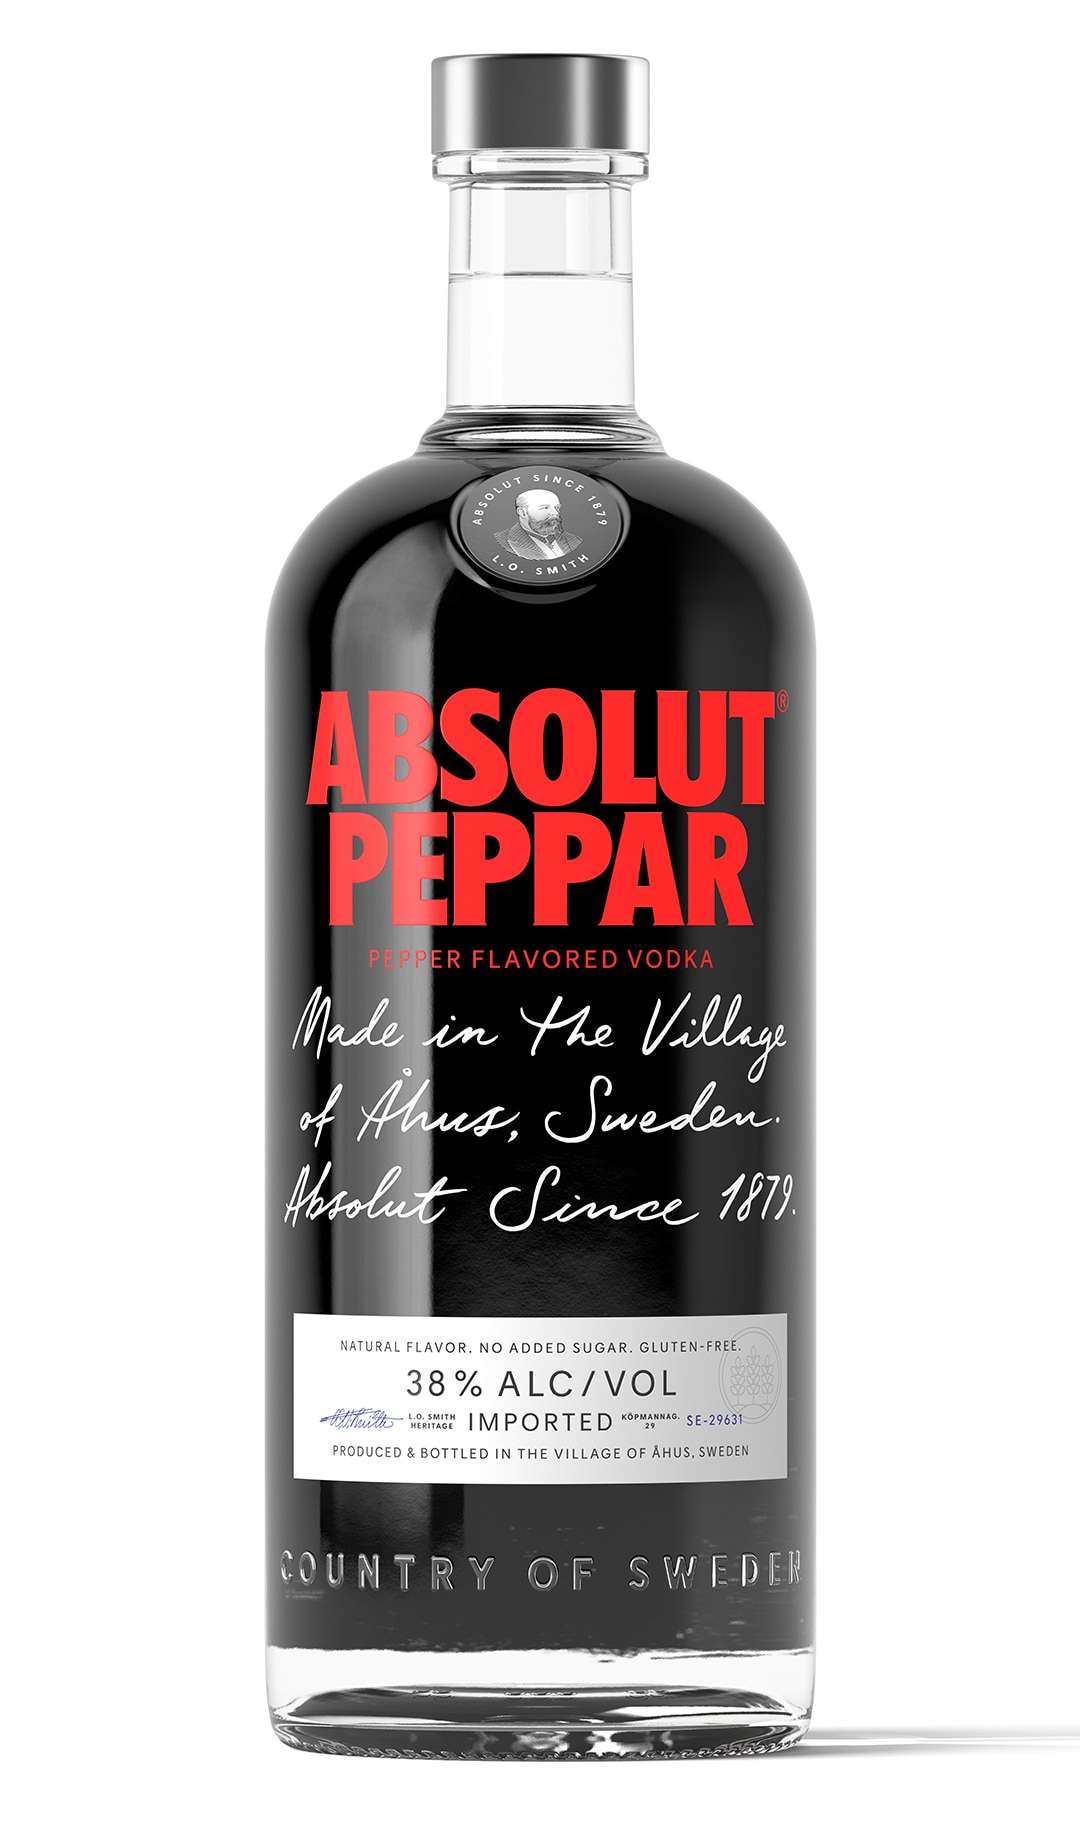 ABSOLUT SINCE 1879
L.O. SMITH
ABSOLUT®
PEPPAR
PEPPER FLAVORED VODKA
Made in the Village
of Åhus, Sweden.
Absolut Since 1879.
NATURAL FLAVOR. NO ADDED SUGAR. GLUTEN-FREE.
38% ALC/VOL
L.O. SMITH HERITAGE IMPORTED KÖPMANNAG. 29 SE-29631
PRODUCED & BOTTLED IN THE VILLAGE OF ÅHUS, SWEDEN
COUNTRY OF SWEDEN